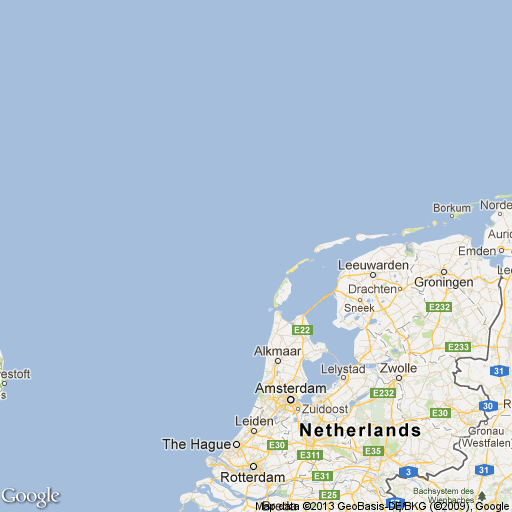 Borkum
Norde
Auric
Emden
Leeuwarden
Groningen
Drachten
Sneek
E232
E22
E233
Alkmaar
31
Lelystad
Zwolle
estoft
s
Amsterdam
E232
Zuidoost
30
E30
Leiden
Netherlands
Gronau
(Westfalen)
The Hague
E30
E35
E311
3
31
Rotterdam
E31
E25
Bachsystem des
Wienbaches
Google
Map data ©2013 GeoBasis-DE/BKG (©2009), Google